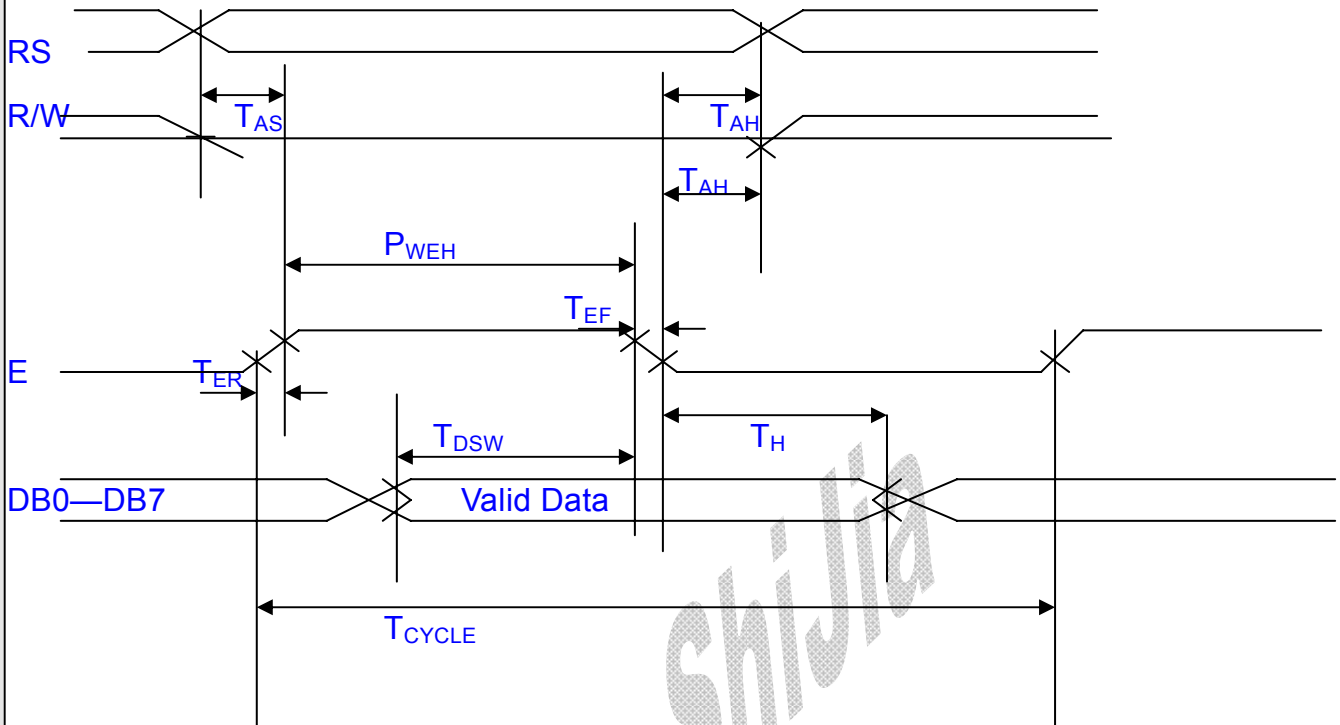 RS
R/W
TAS
TAH
TAH
PWEH
TEF
E
TER
TDSW
TH
DB0—DB7
Valid Data
TCYCLE
ShiJia